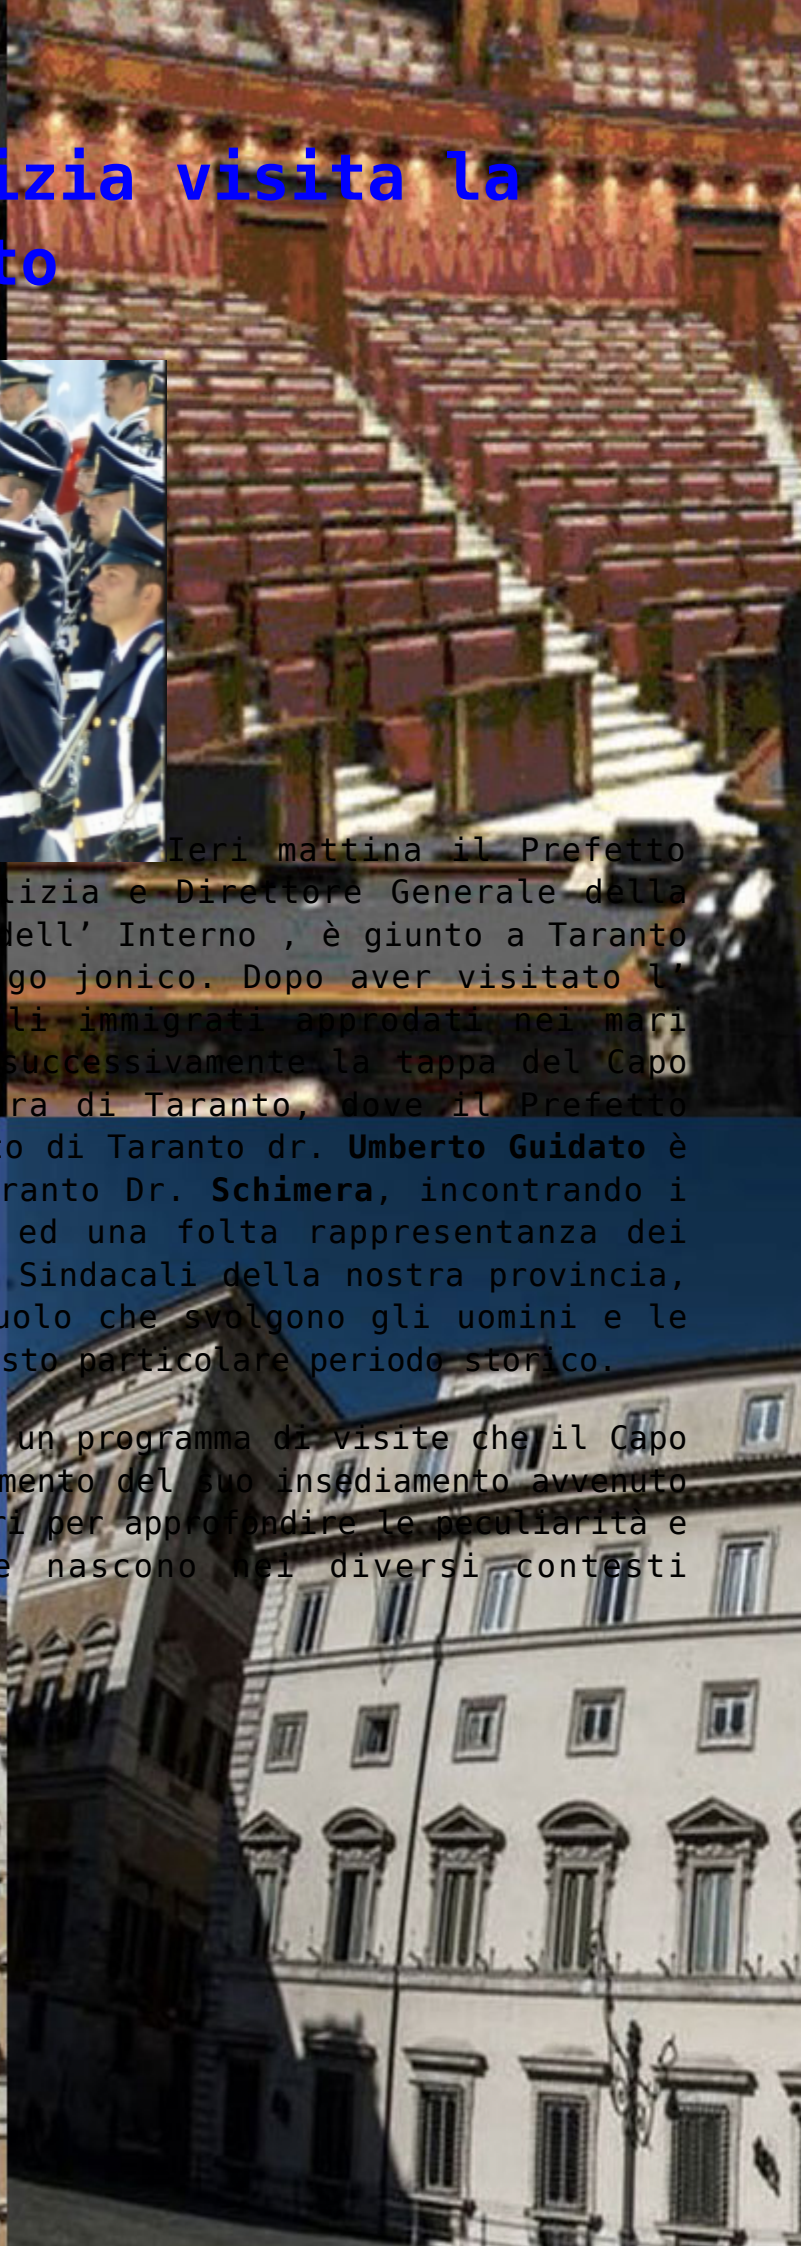 izia visita la
to
Ieri mattina il Prefetto
lizia e Direttore Generale della
dell’ Interno , è giunto a Taranto
go jonico. Dopo aver visitato l’
li immigrati approdati nei mari
successivamente la tappa del Capo
ra di Taranto, dove il Prefetto
o di Taranto dr. Umberto Guidato è
ranto Dr. Schimera, incontrando i
ed una folta rappresentanza dei
Sindacali della nostra provincia,
uolo che svolgono gli uomini e le
sto particolare periodo storico.
un programma di visite che il Capo
mento del suo insediamento avvenuto
ri per approfondire le peculiarità e
e nascono nei diversi contesti